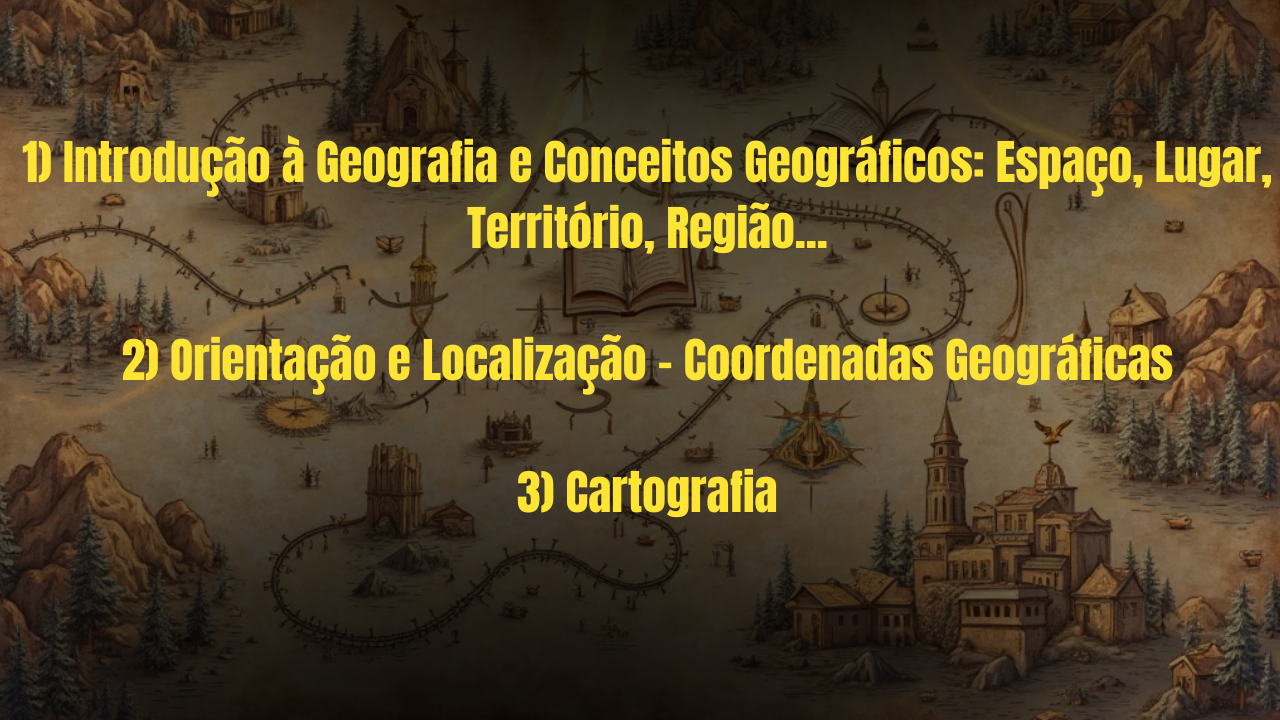 1) Introdução à Geografia e Conceitos Geográficos: Espaço, Lugar,
Território, Região...
2) Orientação e Localização - Coordenadas Geográficas
3) Cartografia